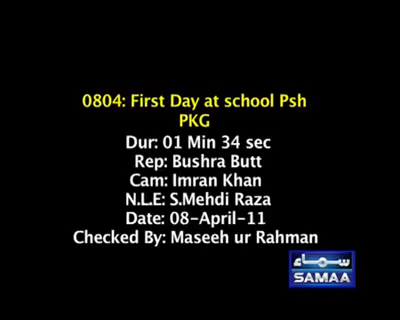 0804: First Day at school Psh
PKG
Dur: 01 Min 34 sec
Rep: Bushra Butt
Cam: Imran Khan
N.L.E: S.Mehdi Raza
Date: 08-April-11
Checked By: Maseeh ur Rahman
سماء
SAMAA